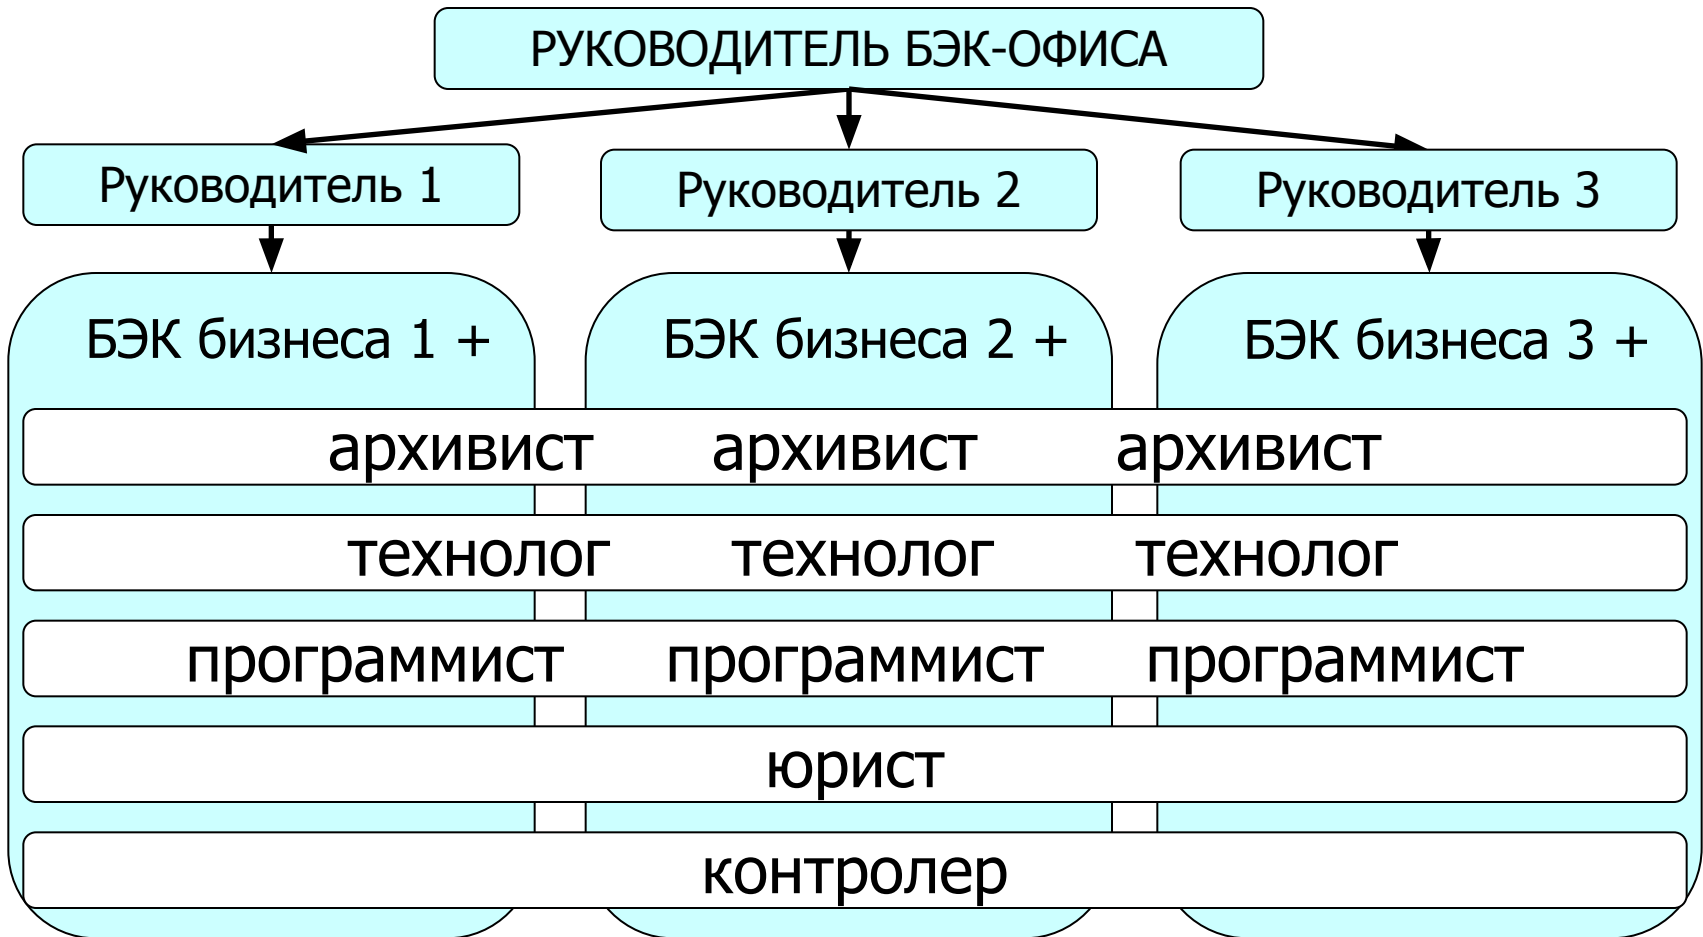 РУКОВОДИТЕЛЬ БЭК-ОФИСА
Руководитель 1
Руководитель 2
Руководитель 3
БЭК бизнеса 1 +
БЭК бизнеса 2 +
БЭК бизнеса 3 +
архивист архивист архивист
технолог технолог технолог
программист программист программист
юрист
контролер